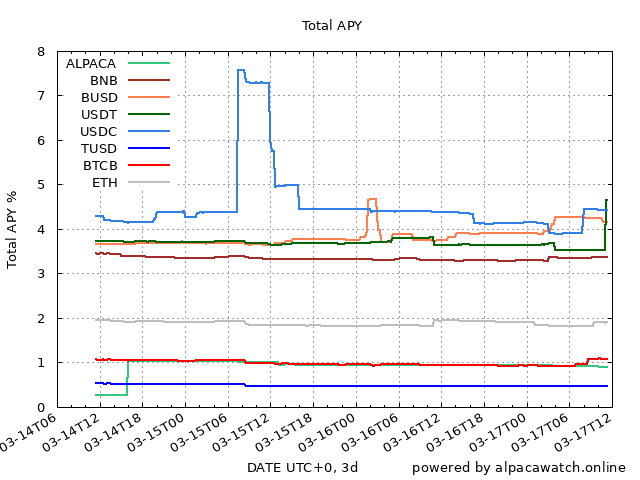 Total APY
Total APY %
8
7
6
5
4
3
2
1
0
ALPACA
BNB
BUSD
USDT
USDC
TUSD
BTCB
ETH
03-14T06
03-14T12
03-15T00
03-15T06
03-15T12
03-15T18
03-16T00
03-16T06
03-16T12
03-16T18
03-17T00
03-17T06
03-17T12
DATE UTC+0, 3d
powered by alpacawatch.online